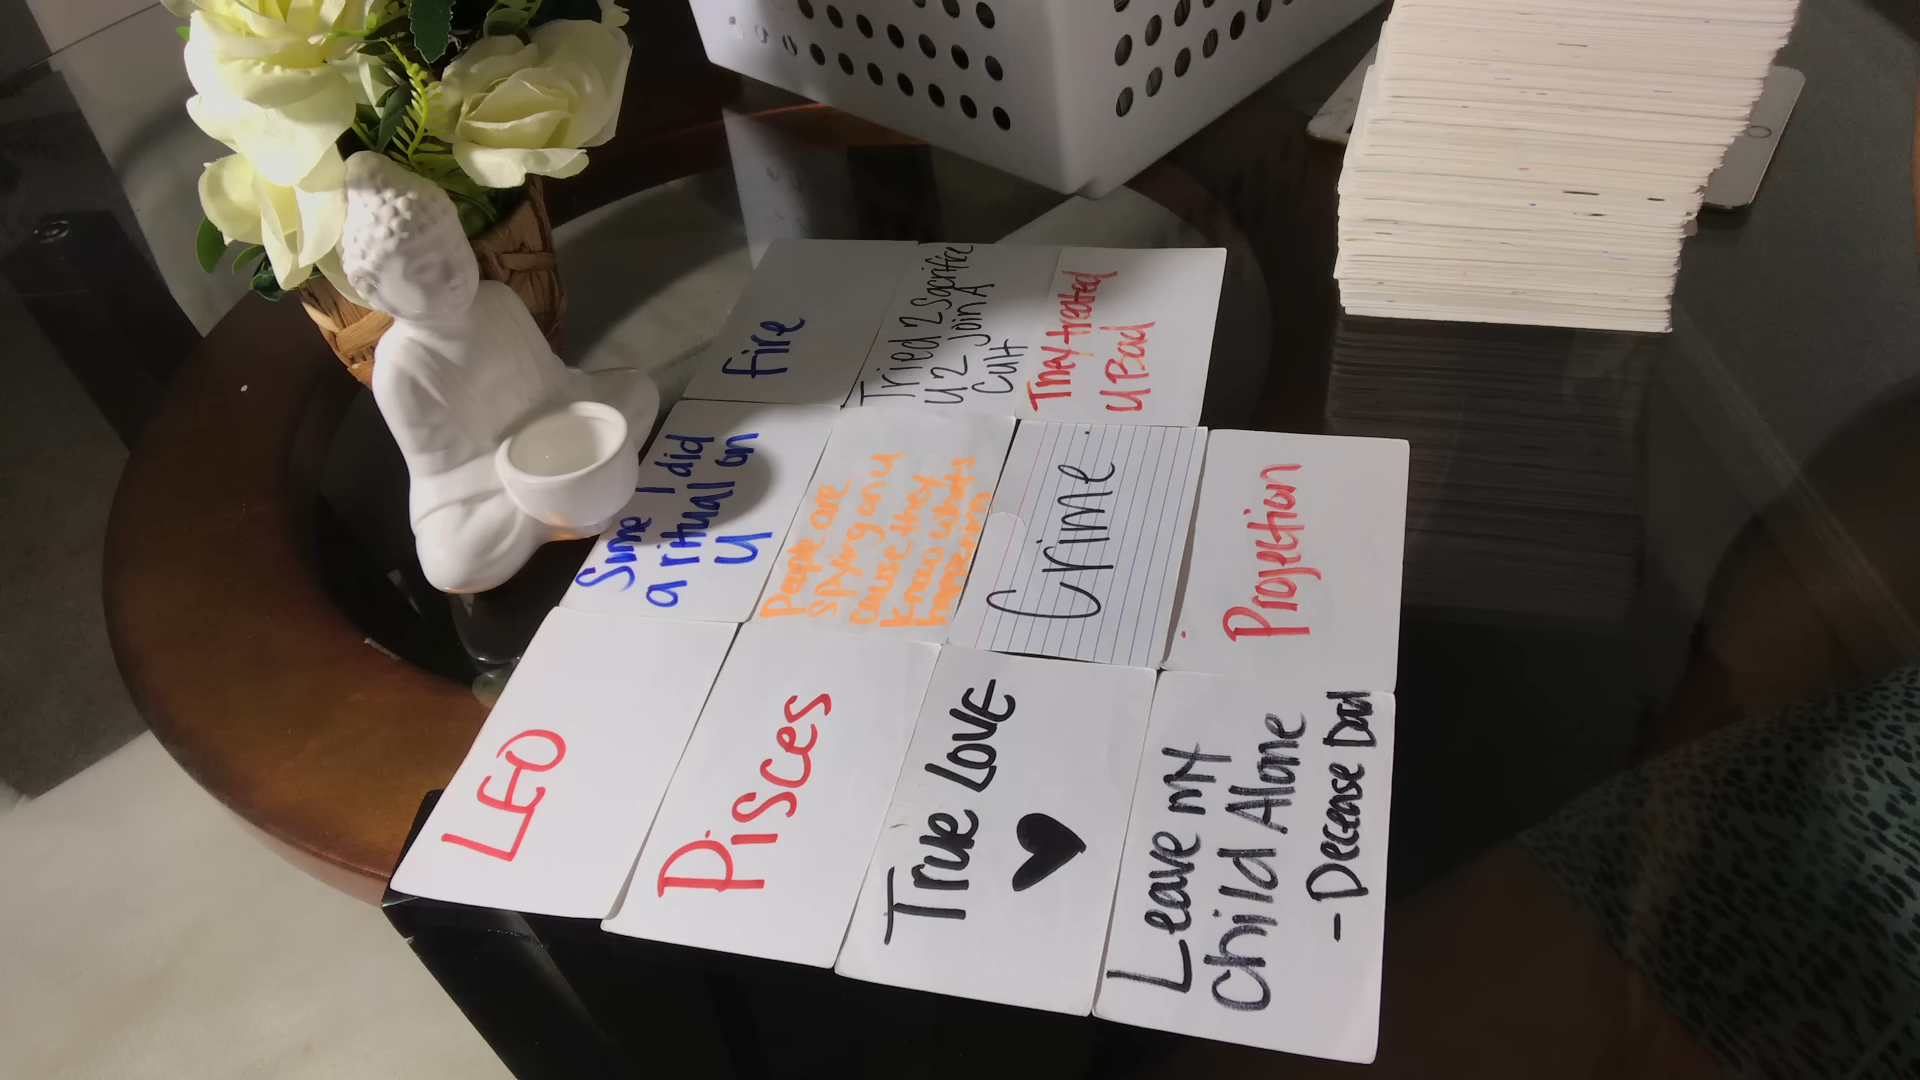 LEO
Some 1 did
a ritual on
U
fire
Pisces
People are
spying on u
cause they
know whats
happening
Tried 2 Sacrifice
U 2 Join A
Cult
True LOVE
Crime
They treated
U Bad
Leave my
Child Alone
- Decease Dad
Projection